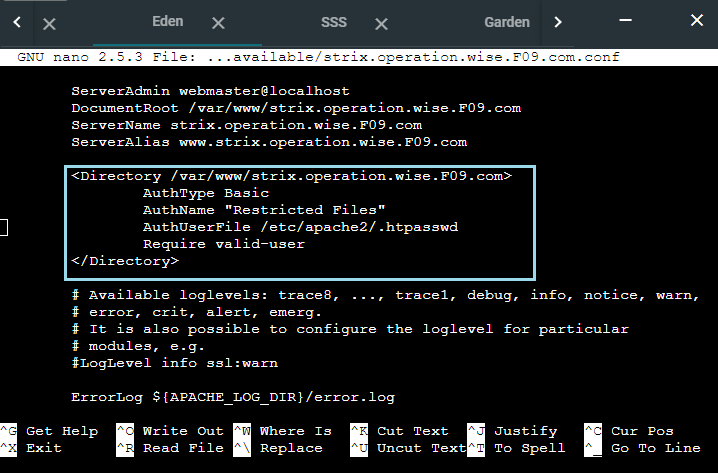 Eden SSS Garden
GNU nano 2.5.3 File: ...available/strix.operation.wise.F09.com.conf
ServerAdmin webmaster@localhost
DocumentRoot /var/www/strix.operation.wise.F09.com
ServerName strix.operation.wise.F09.com
ServerAlias www.strix.operation.wise.F09.com
<Directory /var/www/strix.operation.wise.F09.com>
AuthType Basic
AuthName "Restricted Files"
AuthUserFile /etc/apache2/.htpasswd
Require valid-user
</Directory>
# Available loglevels: trace8, ..., trace1, debug, info, notice, warn,
# error, crit, alert, emerg.
# It is also possible to configure the loglevel for particular
# modules, e.g.
#LogLevel info ssl:warn
ErrorLog ${APACHE_LOG_DIR}/error.log
^G Get Help ^O Write Out ^W Where Is ^K Cut Text ^J Justify ^C Cur Pos
^X Exit ^R Read File ^\ Replace ^U Uncut Text ^T To Spell ^_ Go To Line